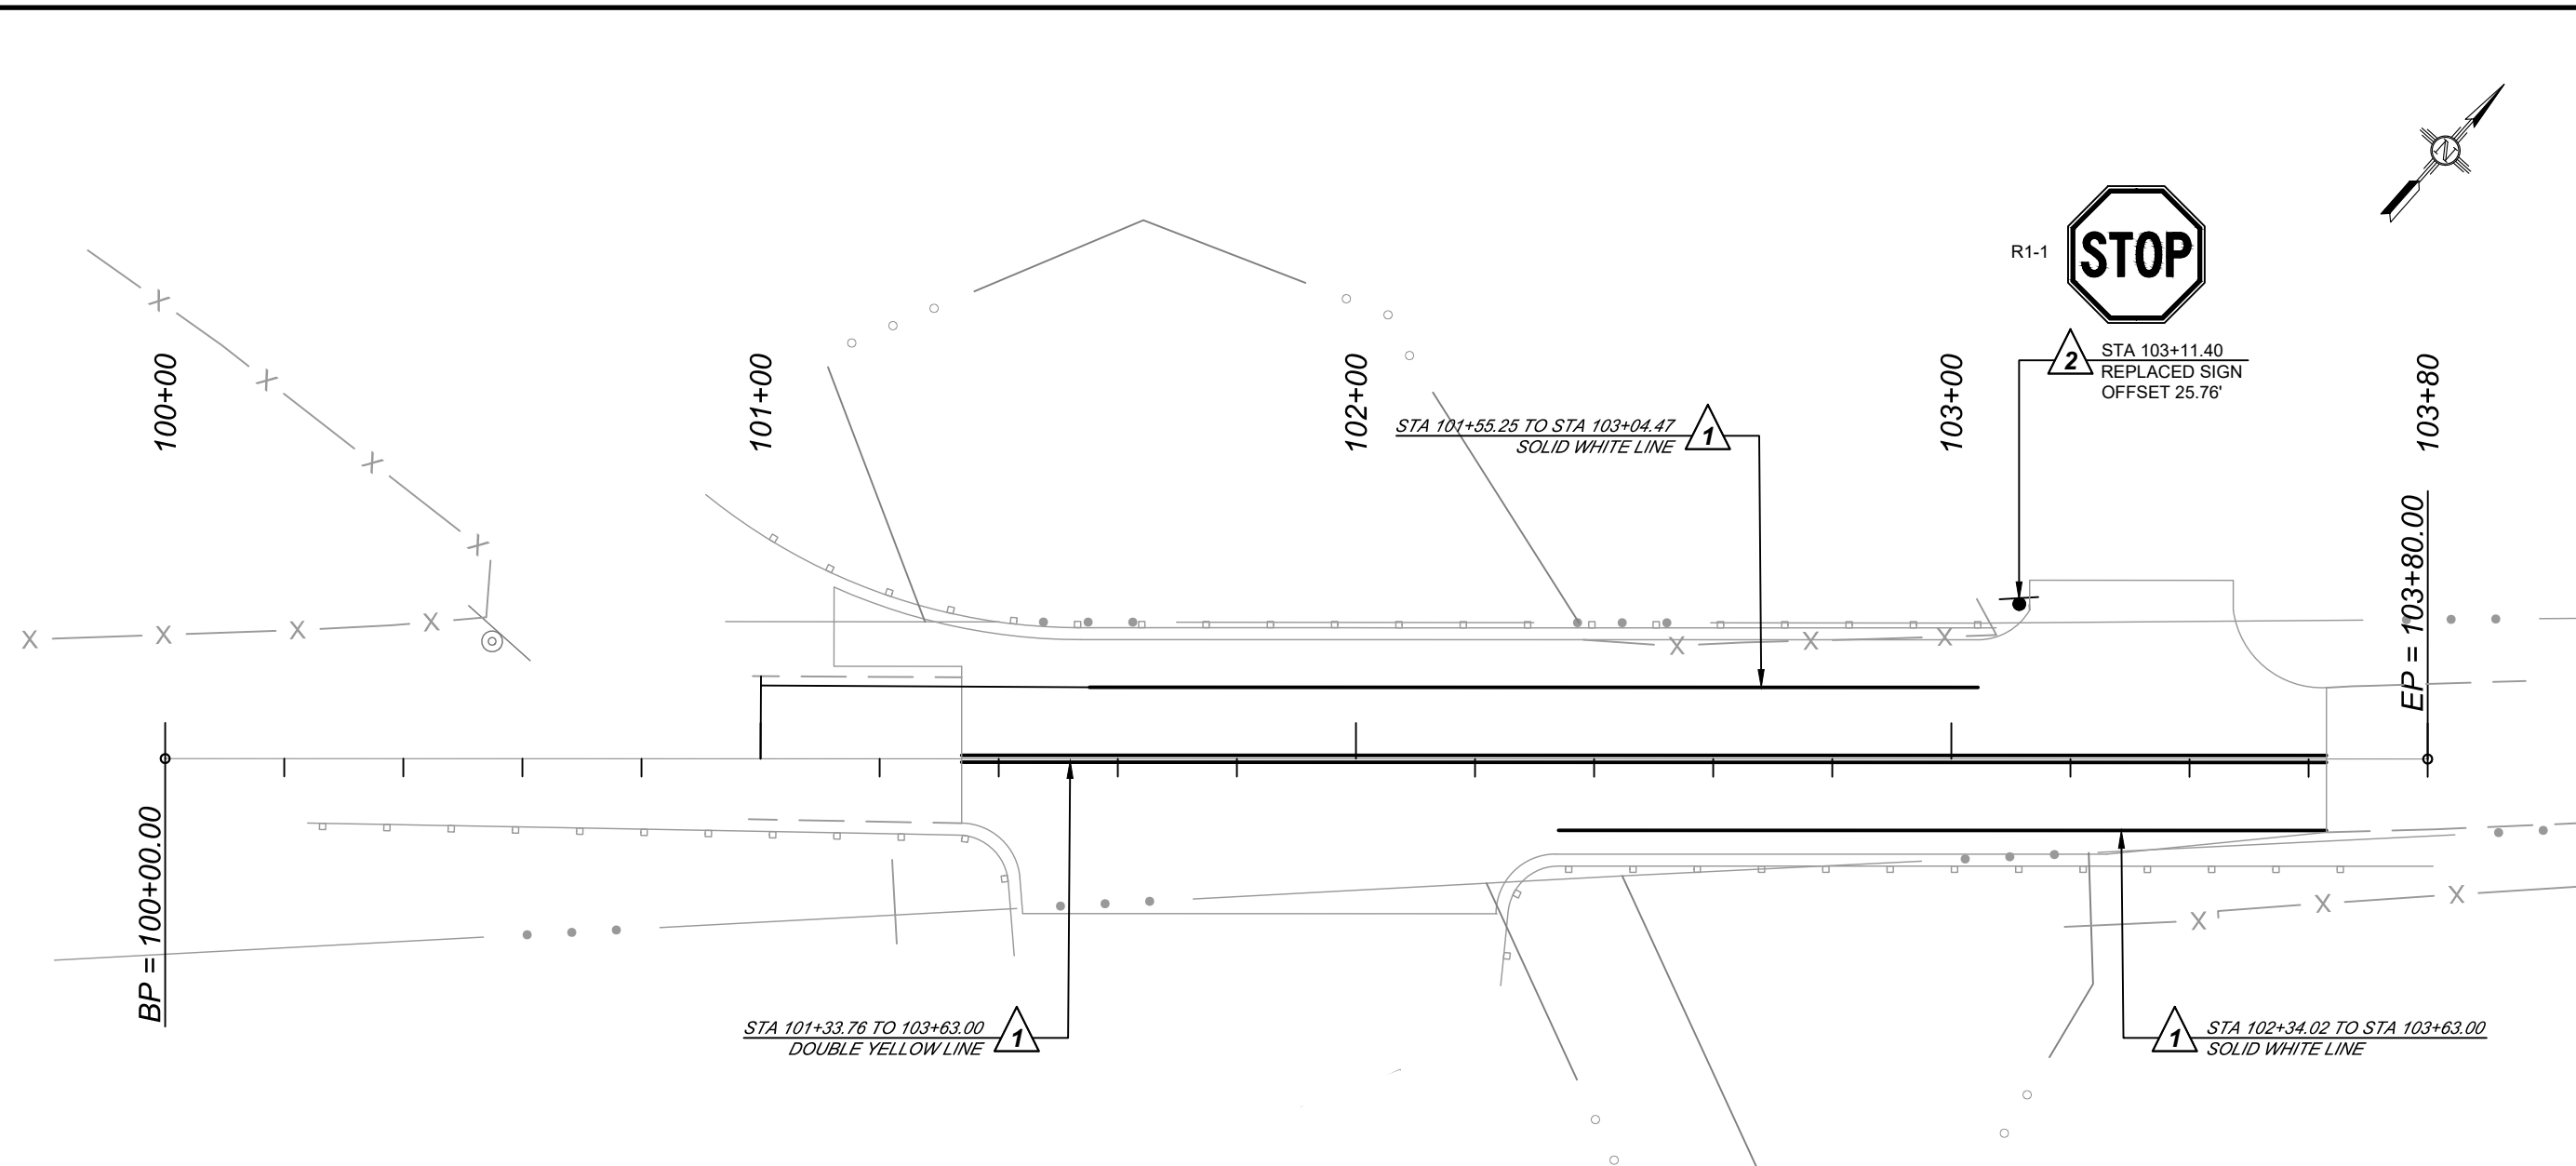 N
R1-1
STOP
2
STA 103+11.40
REPLACED SIGN
OFFSET 25.76'
100+00
101+00
102+00
103+00
103+80
STA 101+55.25 TO STA 103+04.47
SOLID WHITE LINE
1
EP = 103+80.00
X
X
X
X
X
X
X
X
X
X
X
BP = 100+00.00
X
X
X
STA 101+33.76 TO 103+63.00
DOUBLE YELLOW LINE
1
1
STA 102+34.02 TO STA 103+63.00
SOLID WHITE LINE